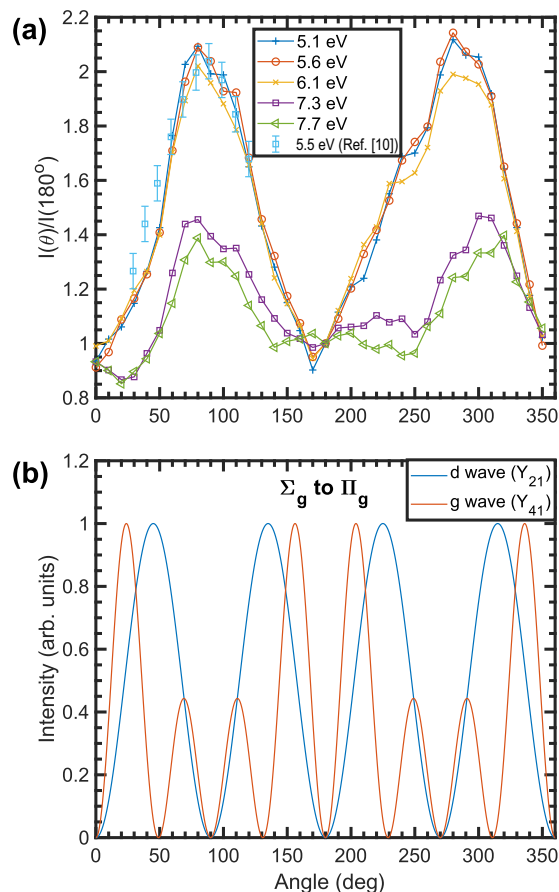 (a)
2.2
2
1.8
1.6
1.4
1.2
1
0.8
I(θ)/I(180°)
5.1 eV
5.6 eV
6.1 eV
7.3 eV
7.7 eV
5.5 eV (Ref. [10])
0 50 100 150 200 250 300 350
(b)
1.2
1
0.8
0.6
0.4
0.2
0
Intensity (arb. units)
Σg to Πg
d wave (Y21)
g wave (Y41)
0 50 100 150 200 250 300 350
Angle (deg)